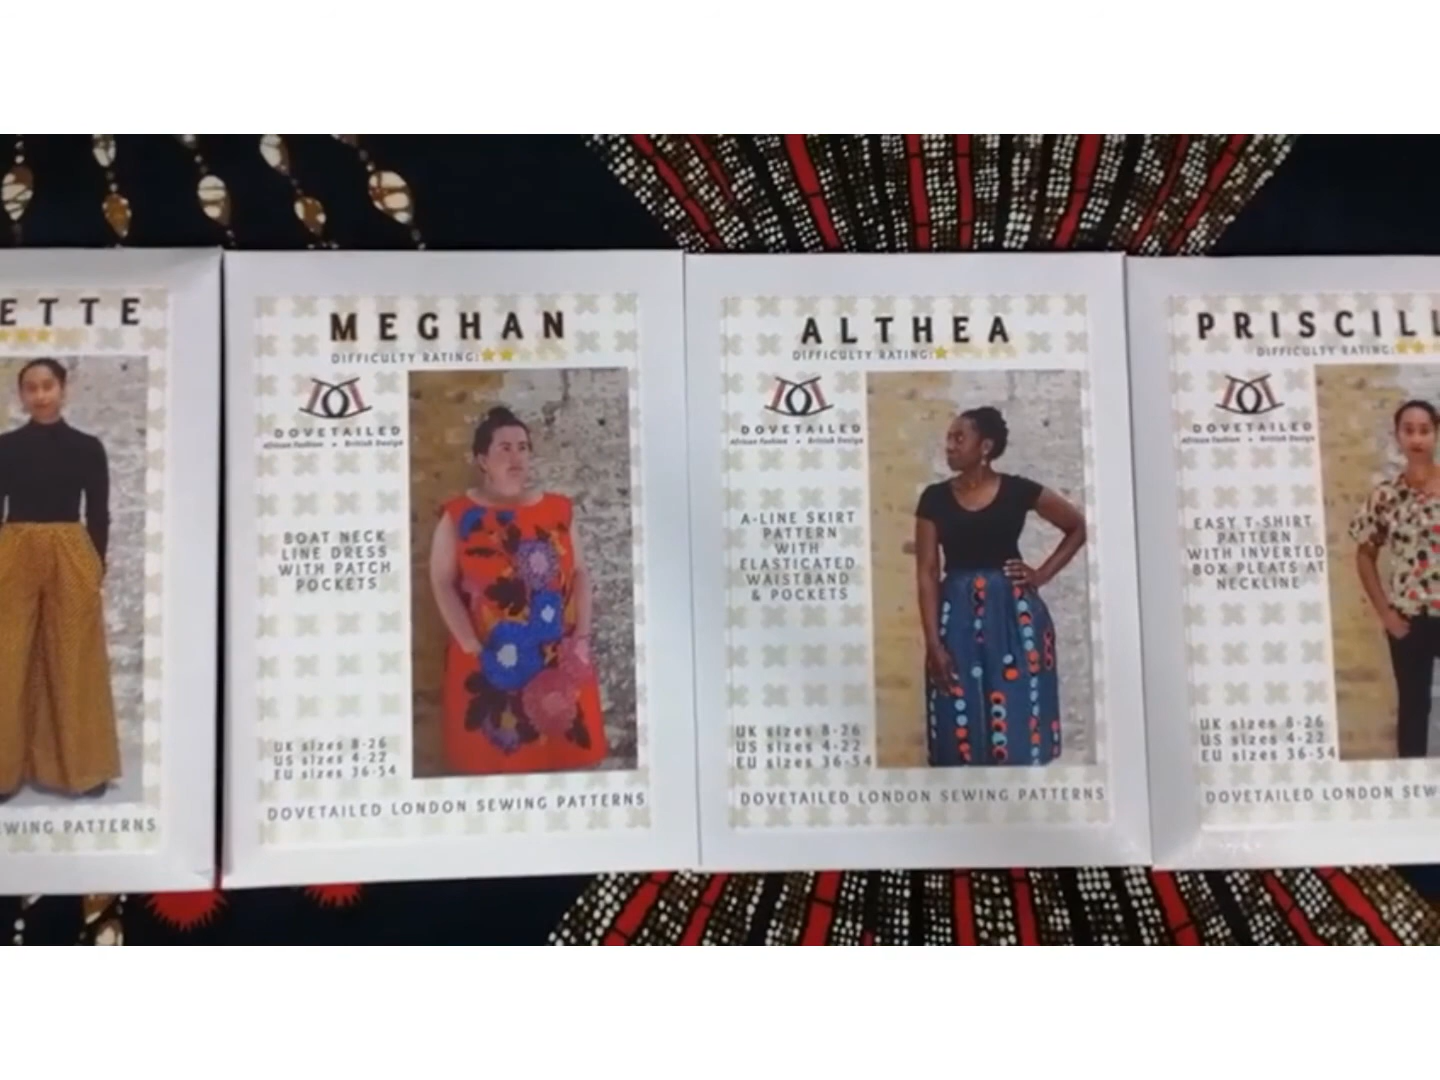 ETTE
WING PATTERNS
MEGHAN
DIFFICULTY RATING:
DOVETAILED
African Fashion • British Design
BOAT NECK
LINE DRESS
WITH PATCH
POCKETS
UK sizes 8-26
US sizes 4-22
EU sizes 36-54
DOVETAILED LONDON SEWING PATTERNS
ALTHEA
DIFFICULTY RATING:
DOVETAILED
African Fashion • British Design
A-LINE SKIRT
PATTERN
WITH
ELASTICATED
WAISTBAND
& POCKETS
UK sizes 8-26
US sizes 4-22
EU sizes 36-54
DOVETAILED LONDON SEWING PATTERNS
PRISCILL
DIFFICULTY RATING:
DOVETAILED
African Fashion • British Design
EASY T-SHIRT
PATTERN
WITH INVERTED
BOX PLEATS AT
NECKLINE
UK sizes 8-26
US sizes 4-22
EU sizes 36-54
DOVETAILED LONDON SEW